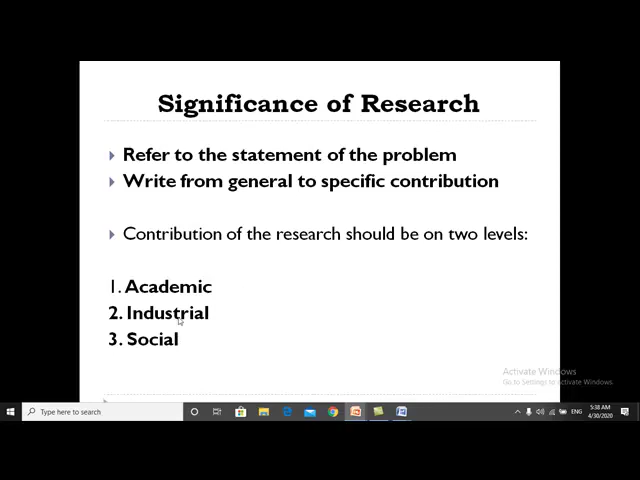 Significance of Research
Refer to the statement of the problem
Write from general to specific contribution
Contribution of the research should be on two levels:
1. Academic
2. Industrial
3. Social
Activate Windows
Go to Settings to activate Windows.
Type here to search
ENG
5:38 AM
4/30/2020